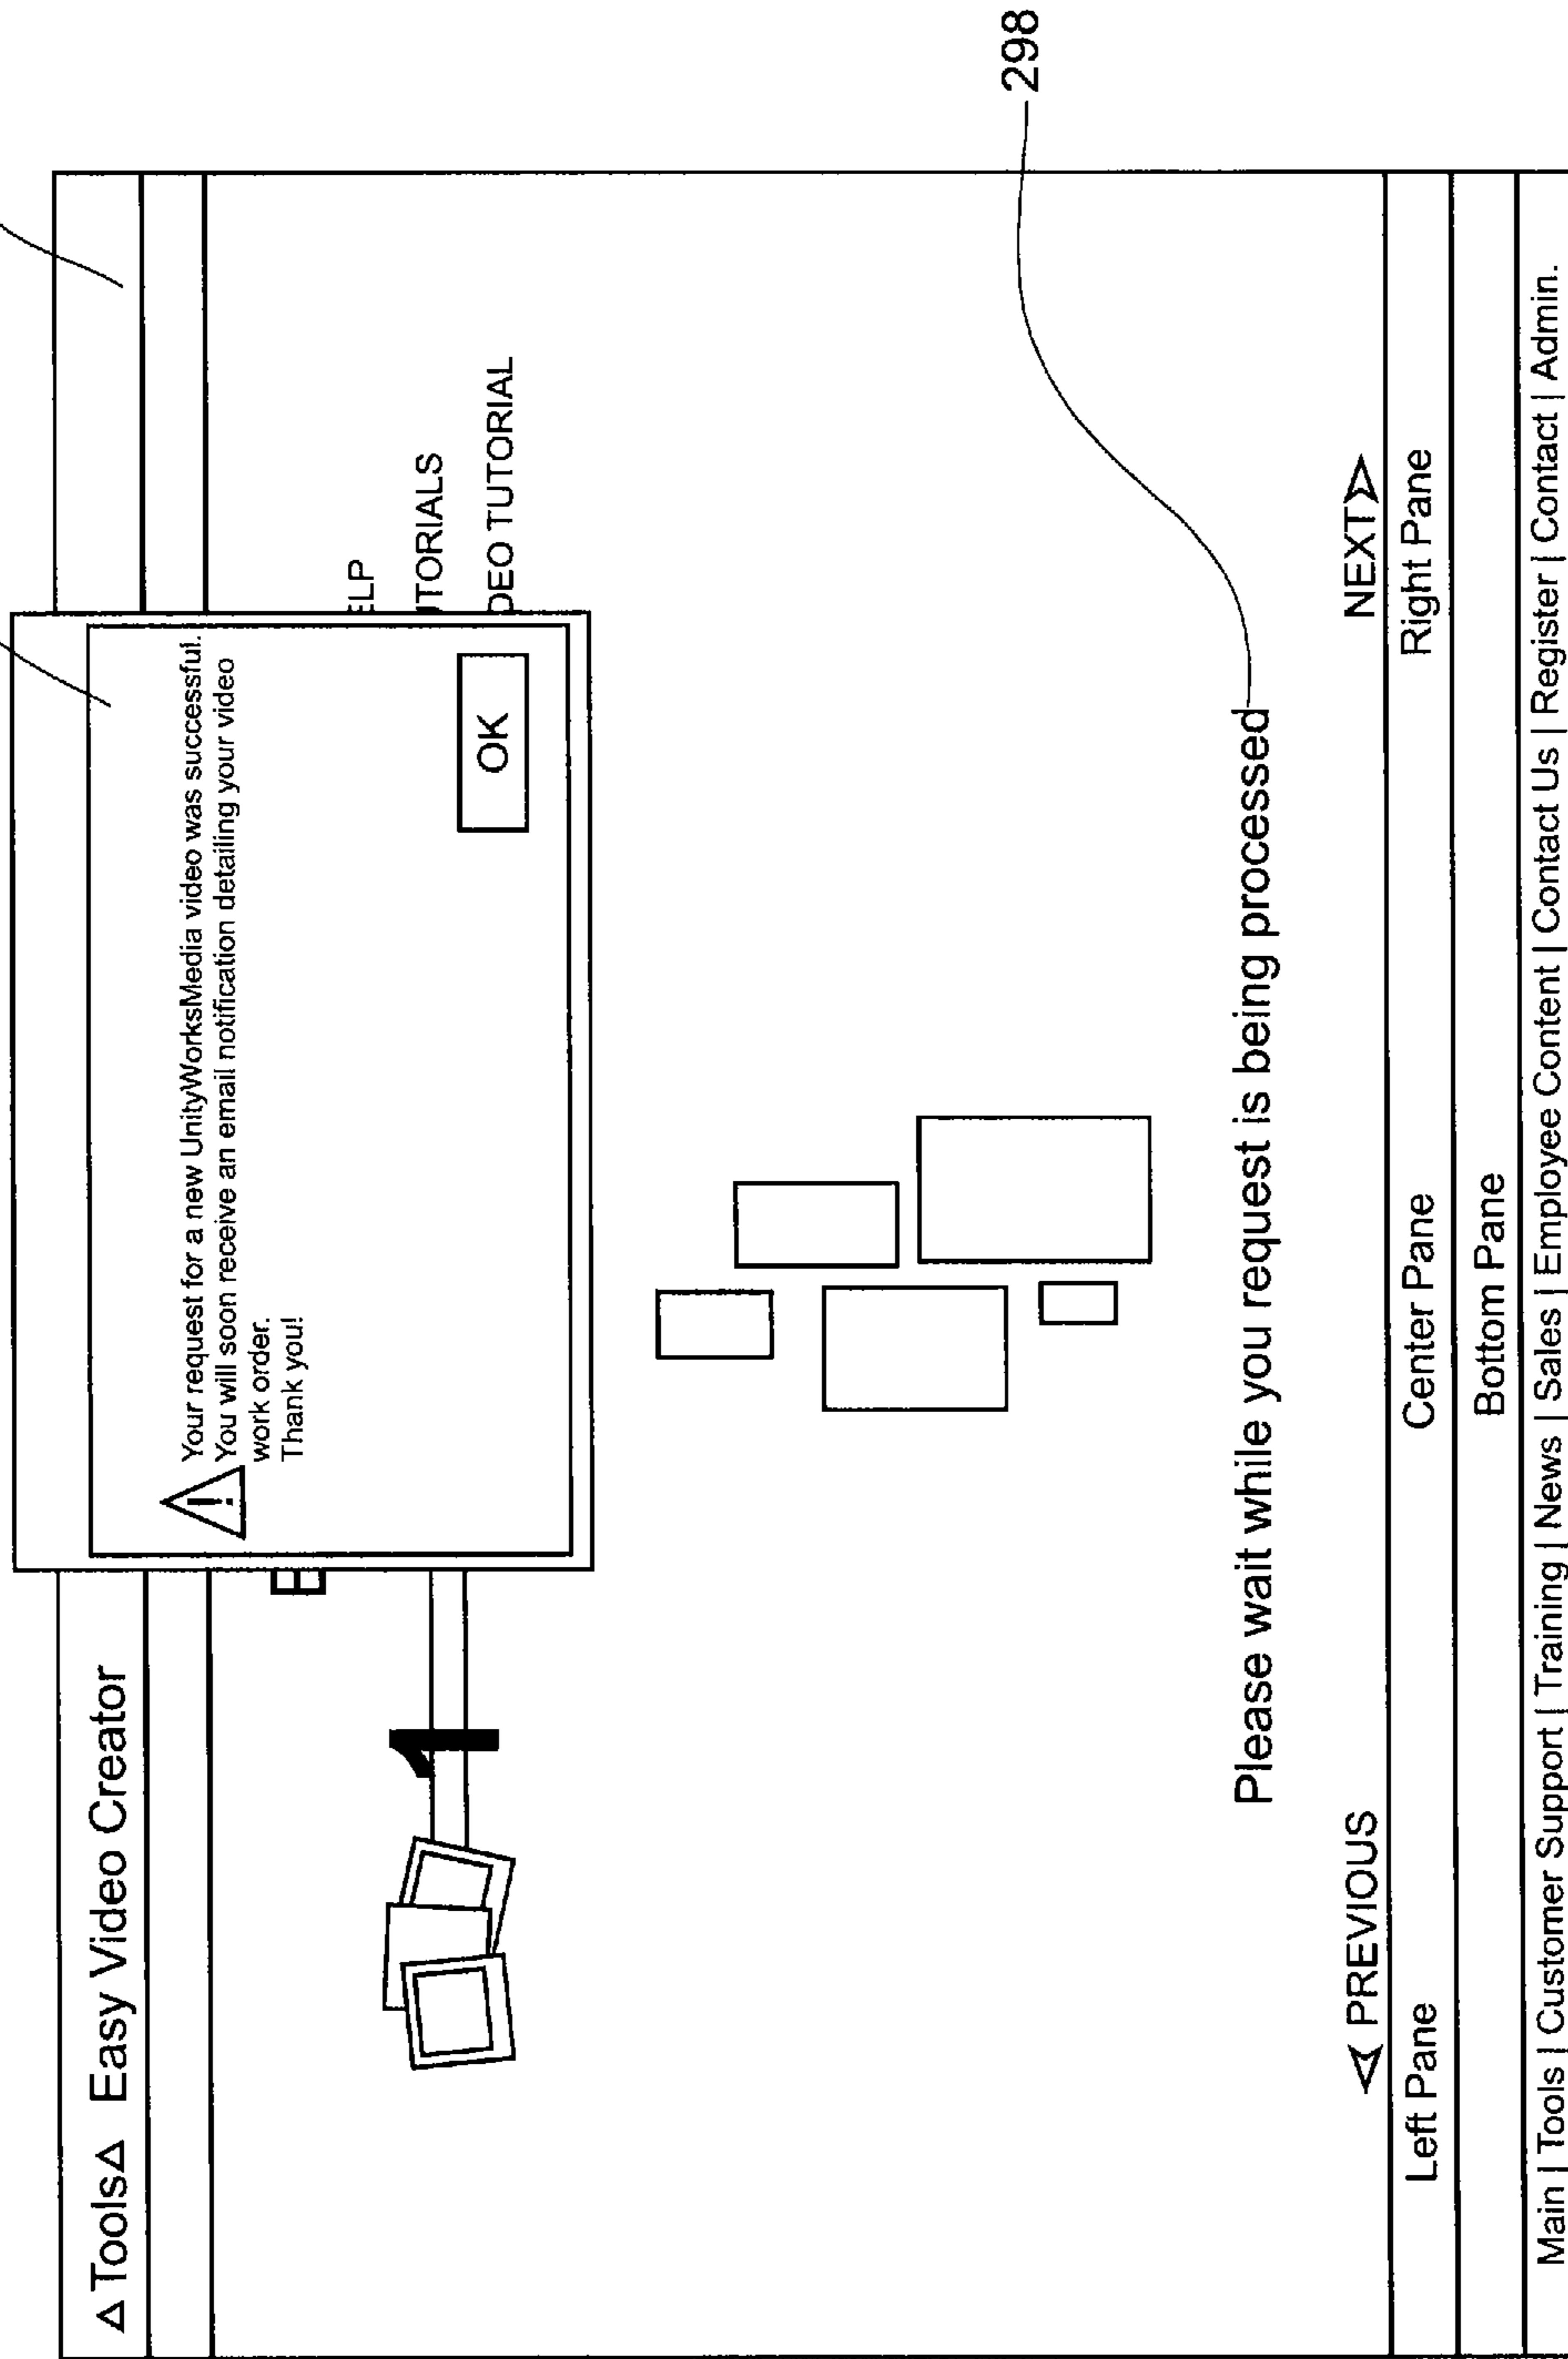 Δ Tools Δ Easy Video Creator
Your request for a new UnityWorksMedia video was successful.
You will soon receive an email notification detailing your video
work order.
Thank you!
OK
1
ELP
TORIALS
DEO TUTORIAL
298
Please wait while you request is being processed
PREVIOUS
NEXT
Left Pane
Center Pane
Right Pane
Bottom Pane
Main | Tools | Customer Support | Training | News | Sales | Employee Content | Contact Us | Register | Contact | Admin.